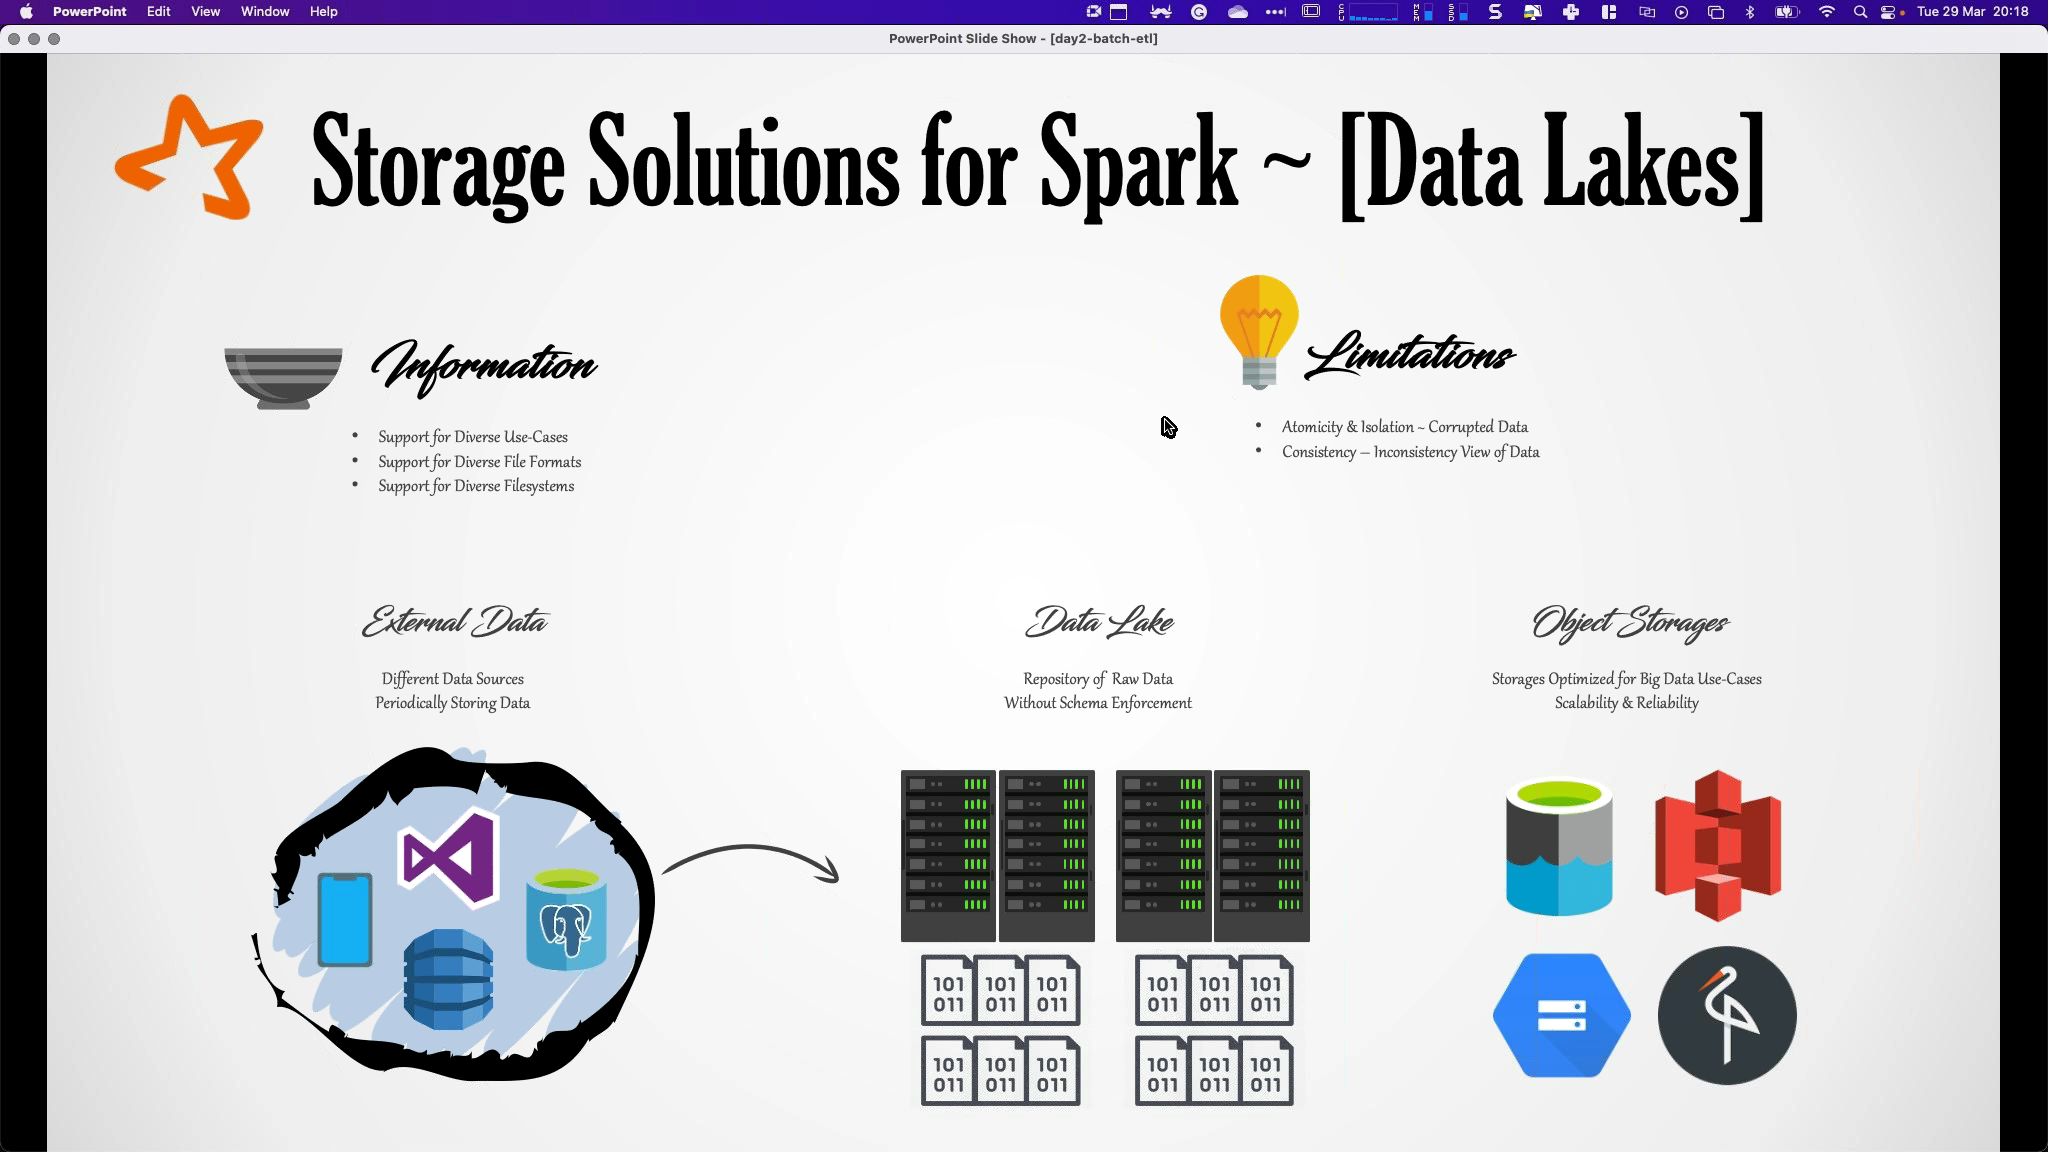 PowerPoint Edit View Window Help
CPU MEM SSD Tue 29 Mar 20:18
PowerPoint Slide Show - [day2-batch-etl]
Storage Solutions for Spark ~ [Data Lakes]
Information
• Support for Diverse Use-Cases
• Support for Diverse File Formats
• Support for Diverse Filesystems
Limitations
• Atomicity & Isolation ~ Corrupted Data
• Consistency – Inconsistency View of Data
External Data
Different Data Sources
Periodically Storing Data
Data Lake
Repository of Raw Data
Without Schema Enforcement
Object Storages
Storages Optimized for Big Data Use-Cases
Scalability & Reliability
101 101 101 101 101 101
011 011 011 011 011 011
101 101 101 101 101 101
011 011 011 011 011 011